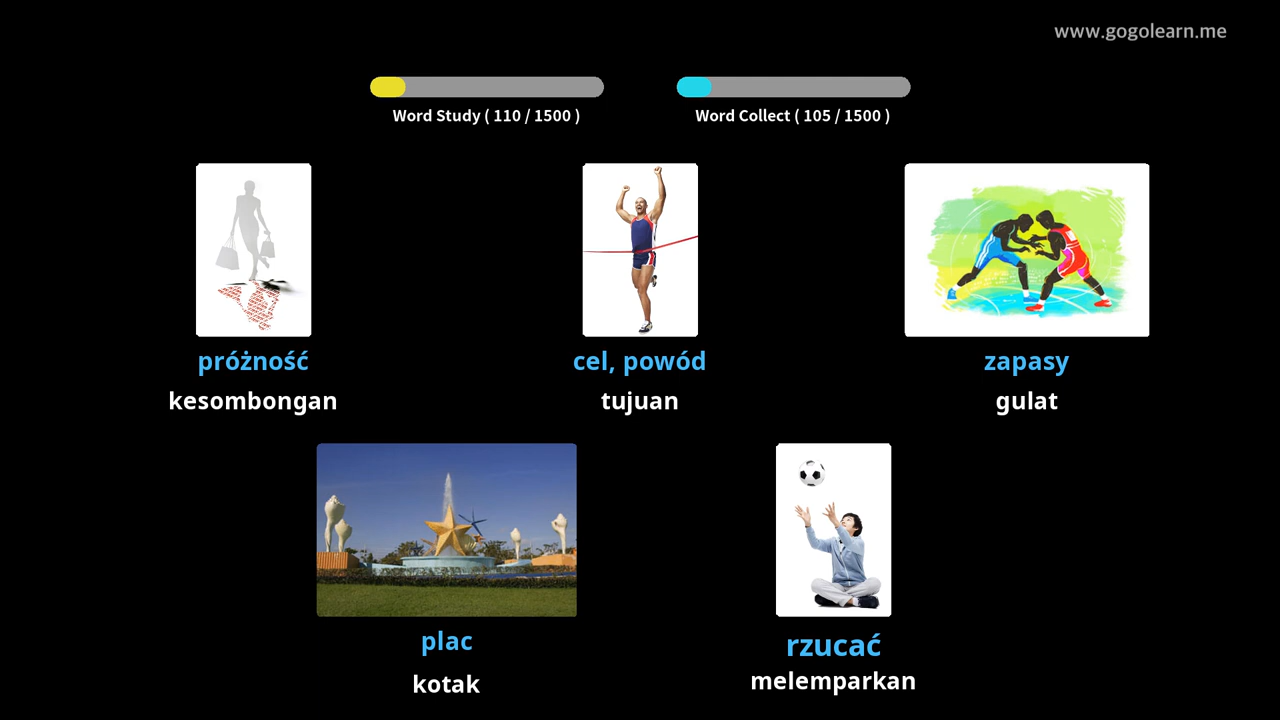 www.gogolearn.me
Word Study ( 110 / 1500 )
Word Collect ( 105 / 1500 )
próżność
cel, powód
zapasy
kesombongan
tujuan
gulat
plac
rzucać
kotak
melemparkan